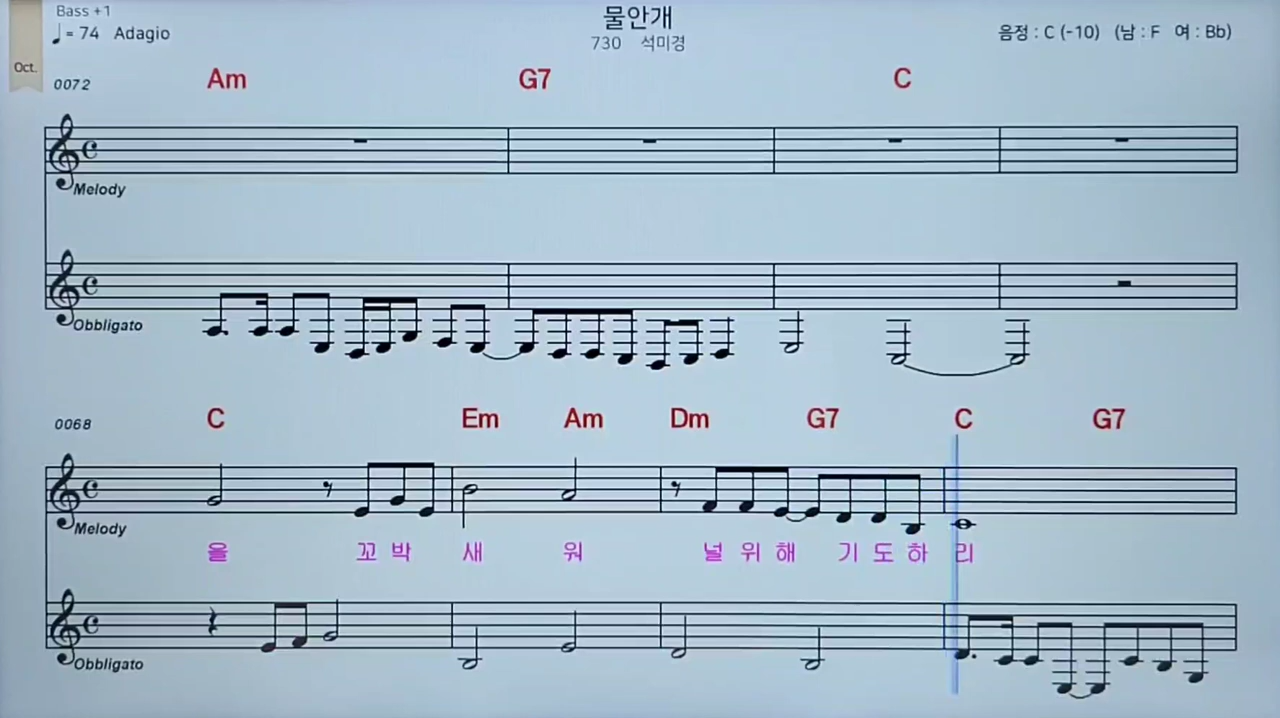 Bass +1
물안개
♩= 74 Adagio
730 석미경
음정 : C (-10) (남 : F 여 : Bb)
Oct.
0072
Am G7 C
Melody
Obbligato
0068
C Em Am Dm G7 C G7
Melody
을 꼬 박 새 워 널 위 해 기 도 하 리
Obbligato